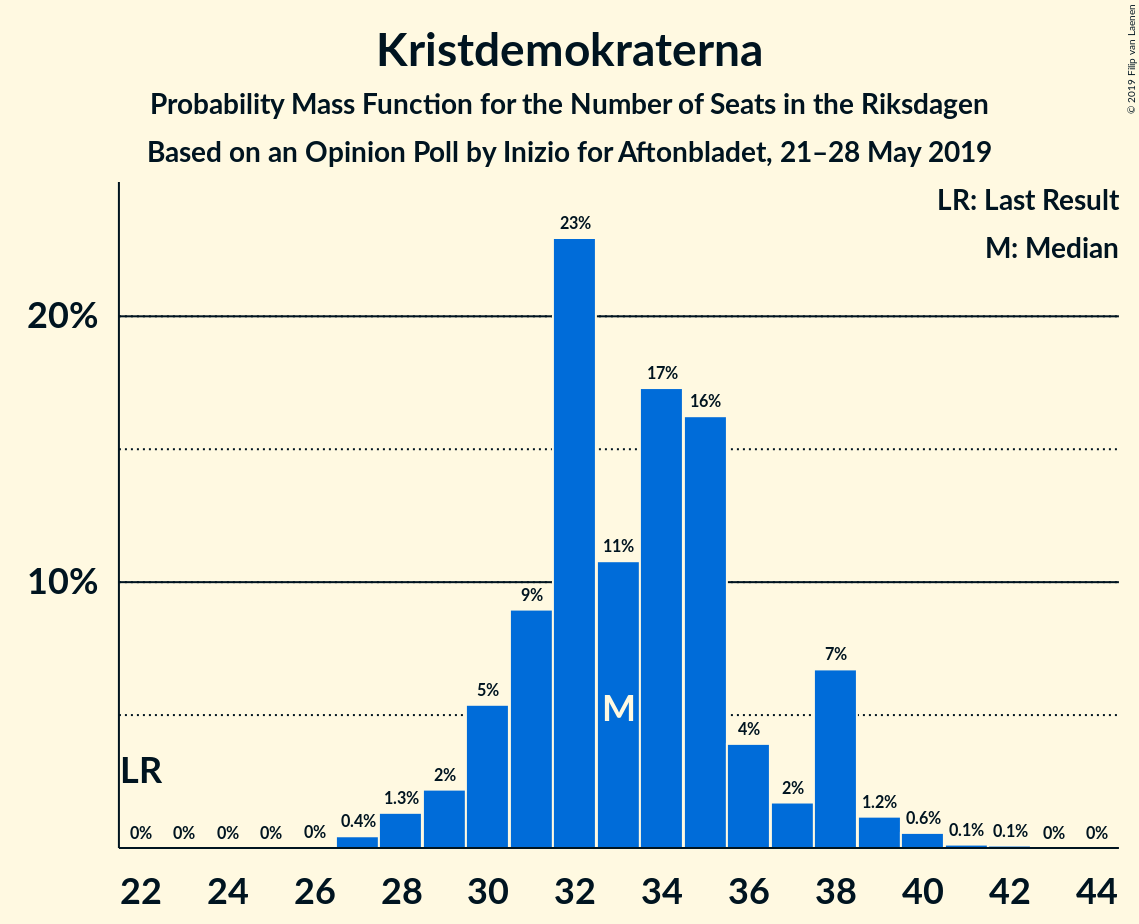 Kristdemokraterna
Probability Mass Function for the Number of Seats in the Riksdagen
Based on an Opinion Poll by Inizio for Aftonbladet, 21–28 May 2019
© 2019 Filip van Laenen
LR: Last Result
M: Median
20%
10%
23%
17%
16%
11%
9%
7%
5%
4%
2%
2%
1.3%
1.2%
0.4%
0.6%
0.1%
0.1%
0%
0%
0%
0%
0%
0%
0%
LR
M
22 24 26 28 30 32 34 36 38 40 42 44